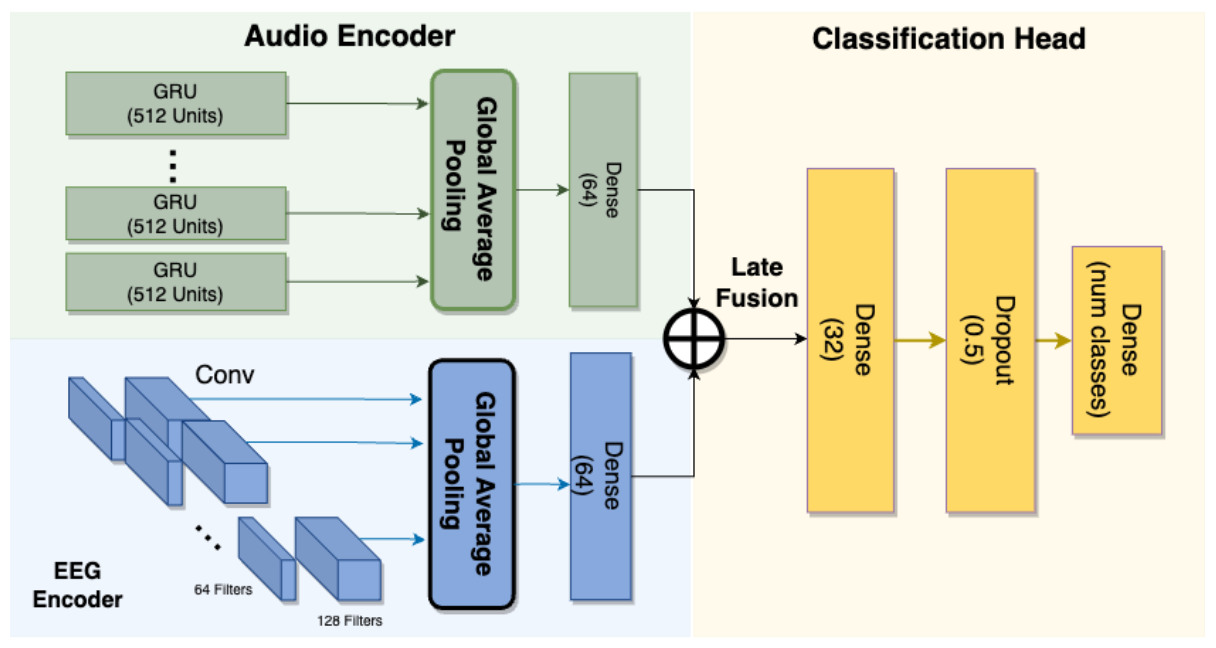 Audio Encoder
GRU
(512 Units)
GRU
(512 Units)
GRU
(512 Units)
Global Average
Pooling
Dense
(64)
Conv
Global Average
Pooling
Dense
(64)
EEG
Encoder
64 Filters
128 Filters
Classification Head
Late
Fusion
Dense
(32)
Dropout
(0.5)
Dense
(num classes)